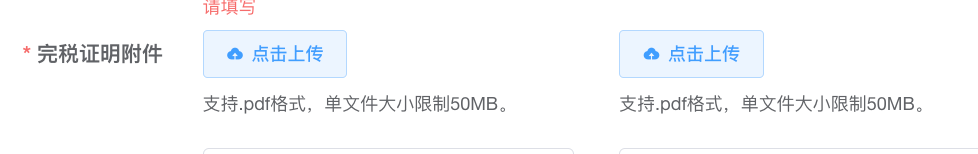 请填写
* 完税证明附件 点击上传 点击上传
支持.pdf格式，单文件大小限制50MB。 支持.pdf格式，单文件大小限制50MB。